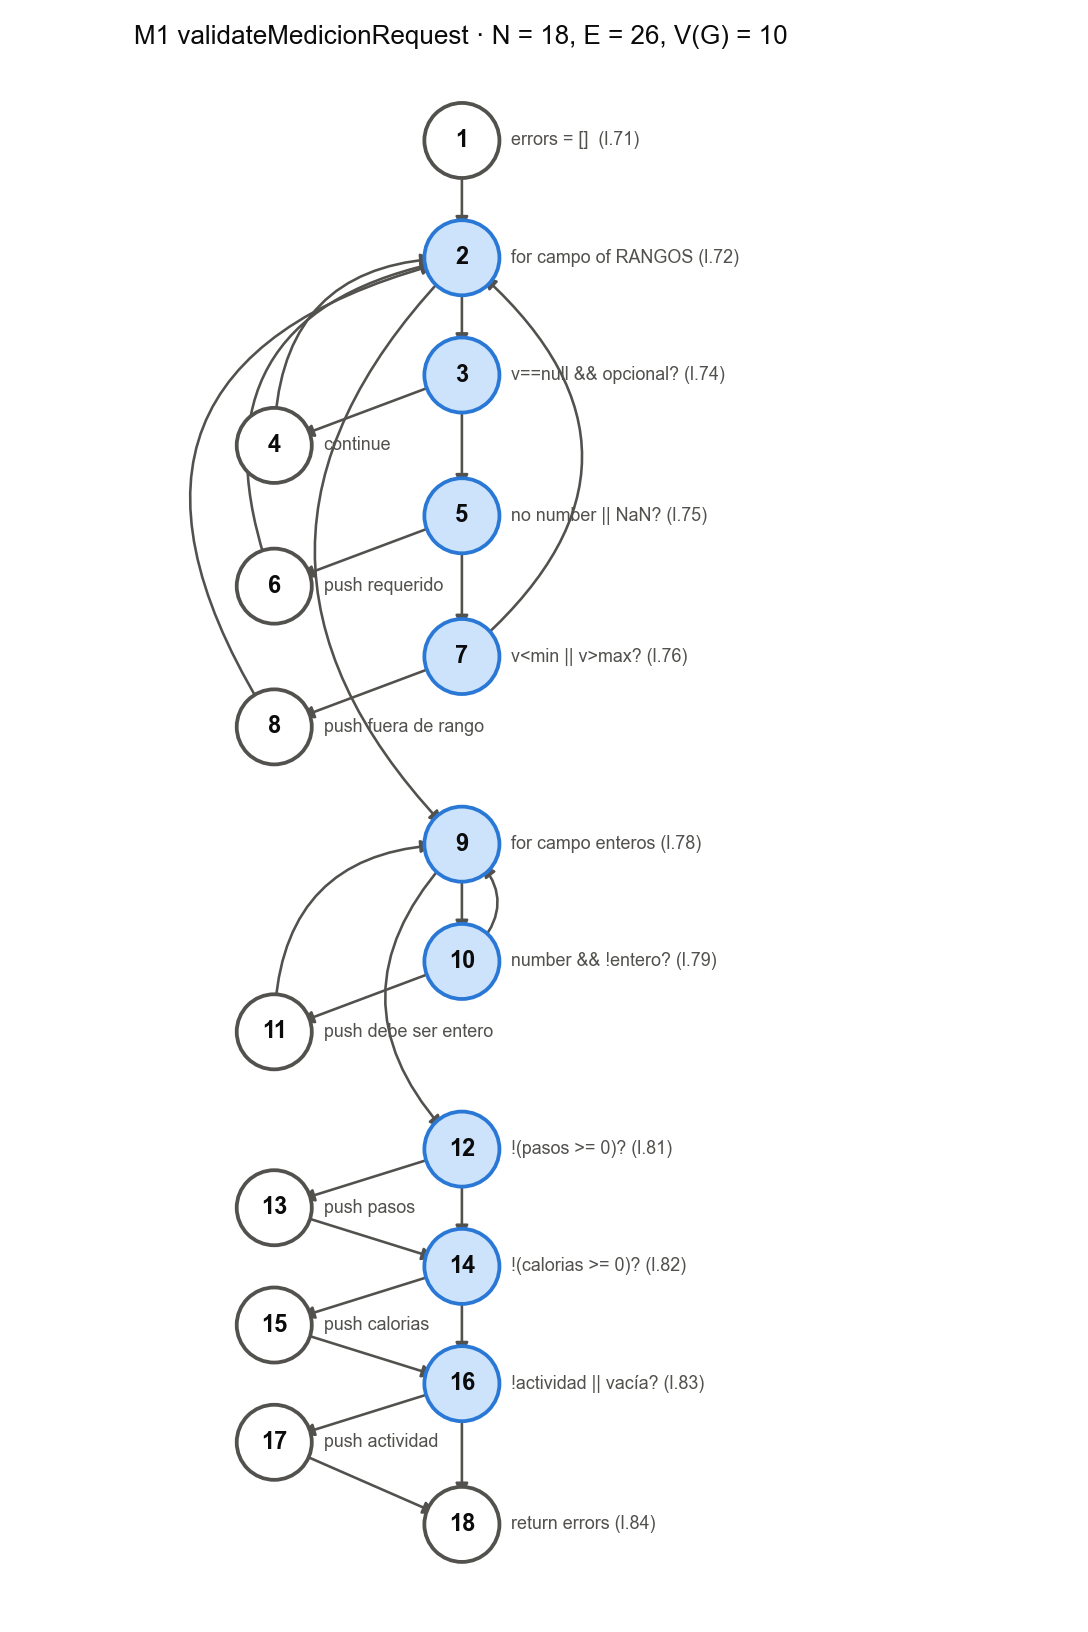 M1 validateMedicionRequest · N = 18, E = 26, V(G) = 10
1 errors = [] (l.71)
2 for campo of RANGOS (l.72)
3 v==null && opcional? (l.74)
4 continue
5 no number || NaN? (l.75)
6 push requerido
7 v<min || v>max? (l.76)
8 push fuera de rango
9 for campo enteros (l.78)
10 number && !entero? (l.79)
11 push debe ser entero
12 !(pasos >= 0)? (l.81)
13 push pasos
14 !(calorias >= 0)? (l.82)
15 push calorias
16 !actividad || vacía? (l.83)
17 push actividad
18 return errors (l.84)